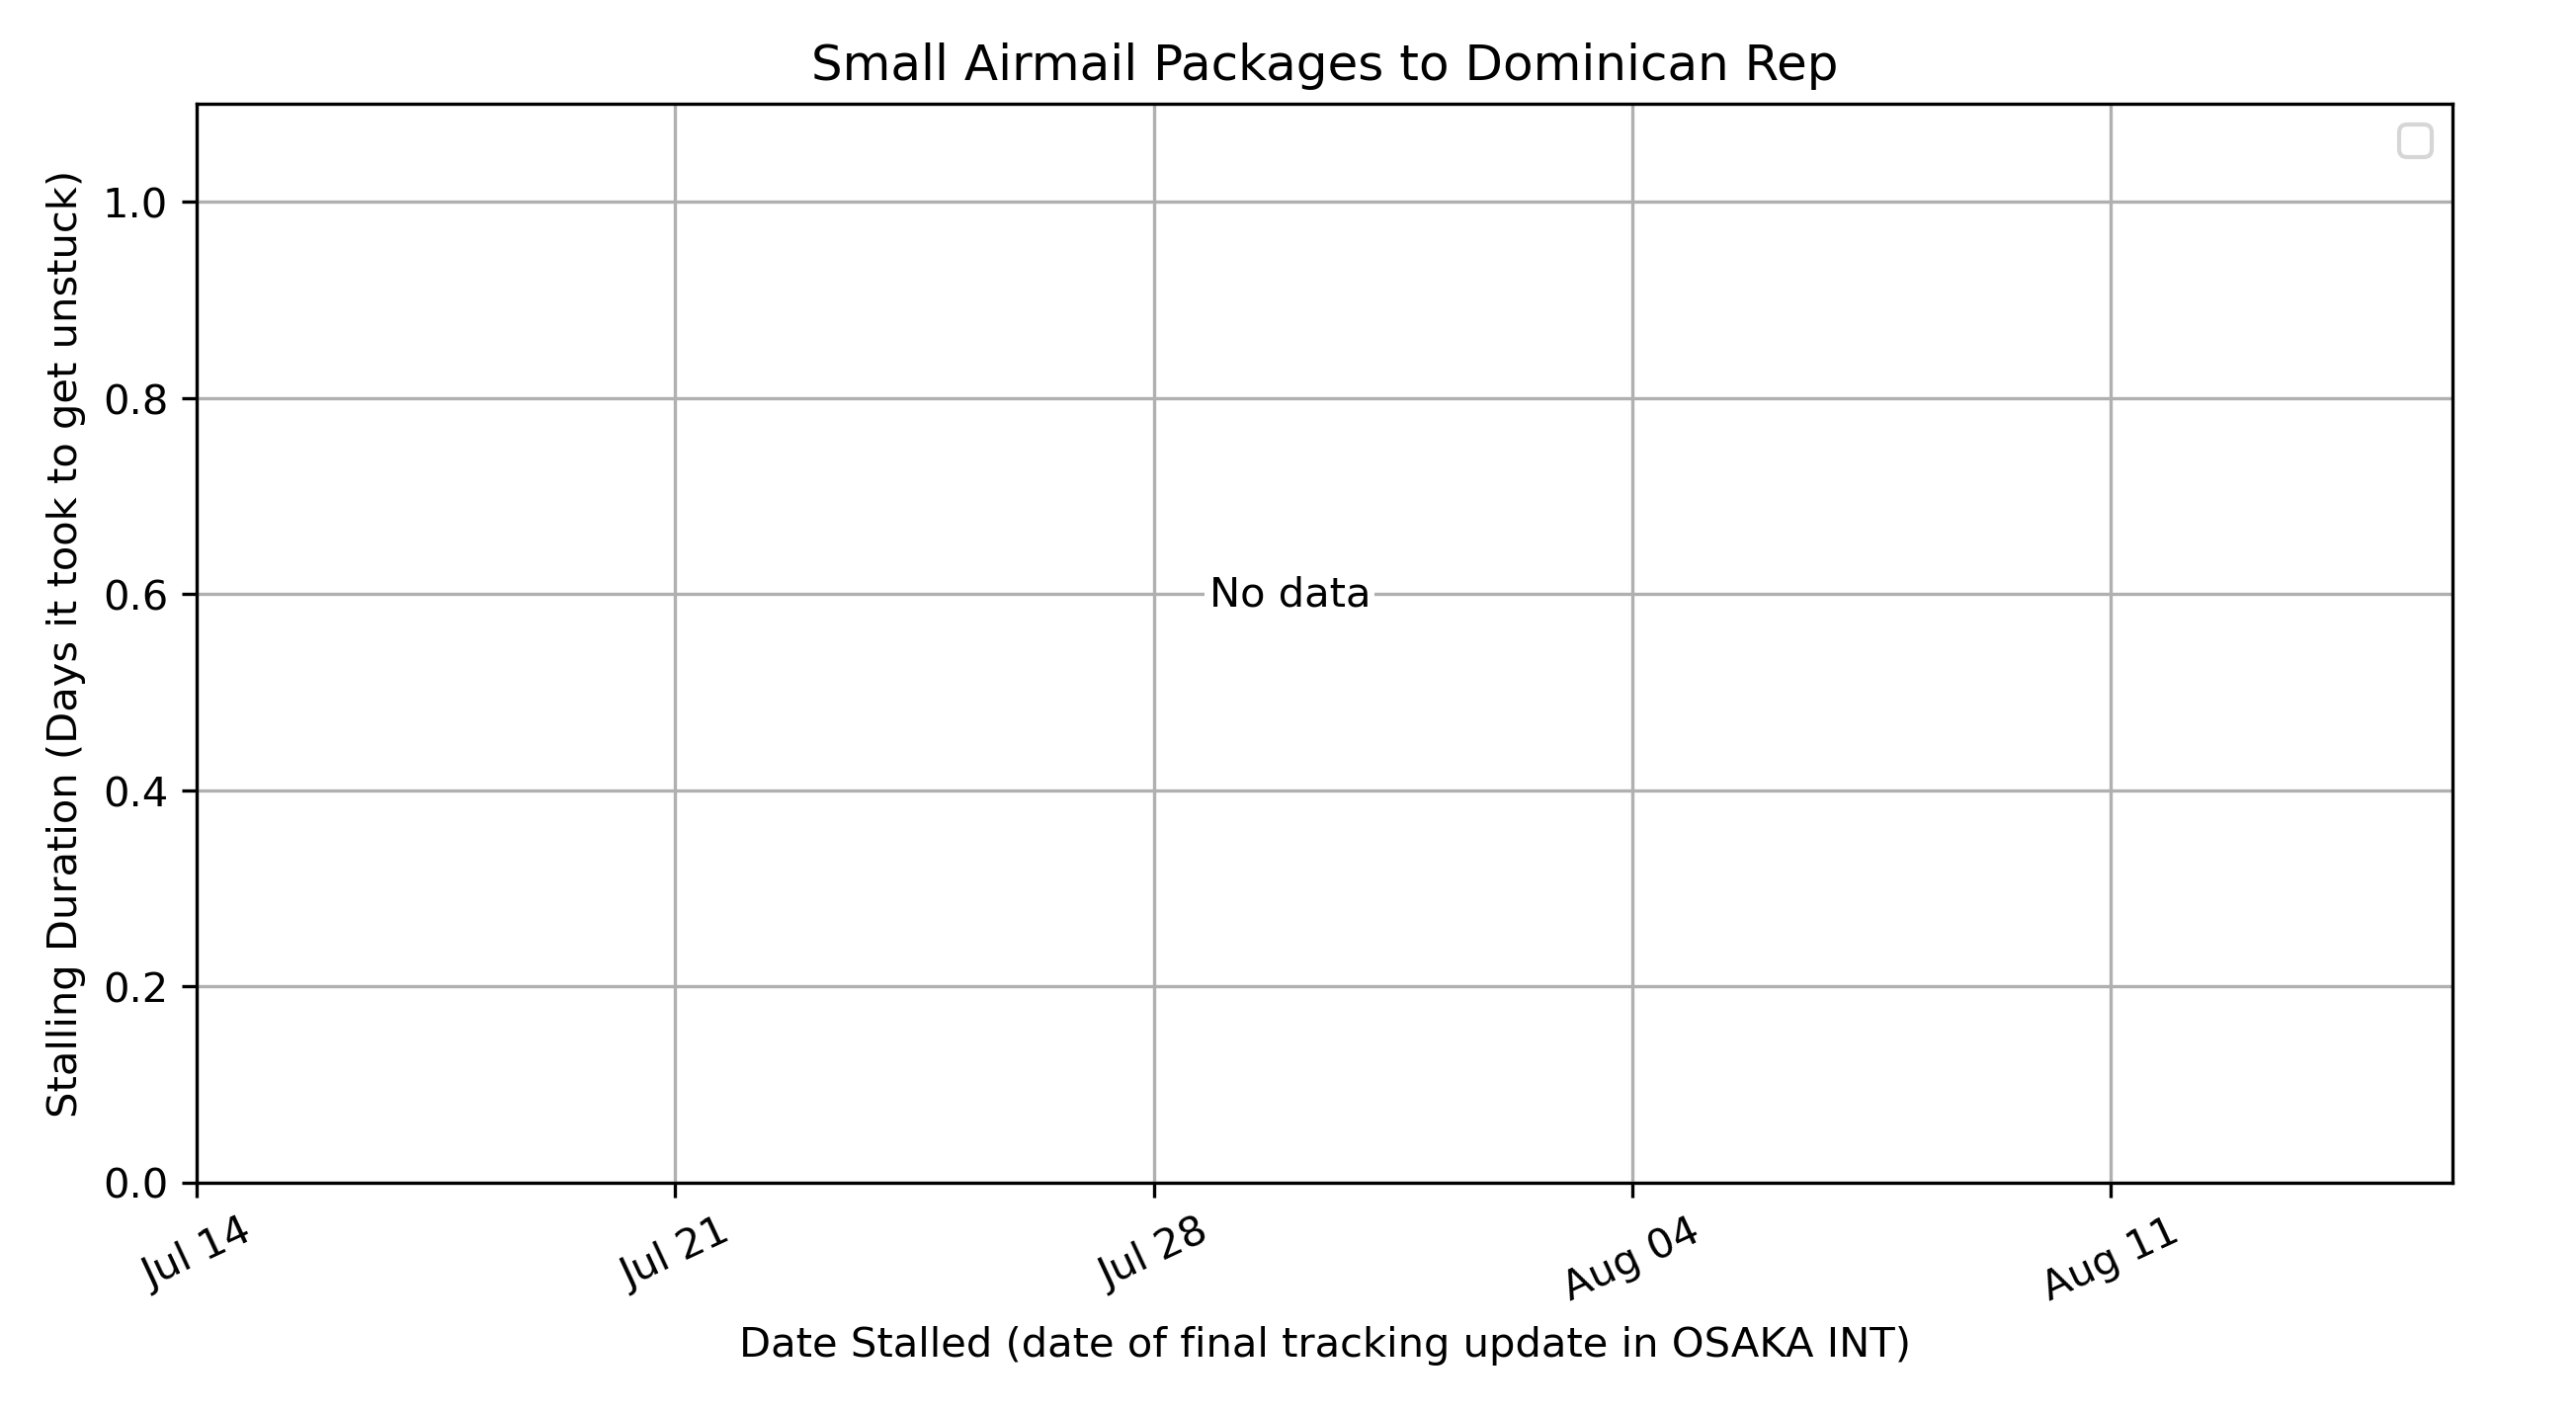 Small Airmail Packages to Dominican Rep
Stalling Duration (Days it took to get unstuck)
1.0
0.8
0.6
0.4
0.2
0.0
No data
Jul 14
Jul 21
Jul 28
Aug 04
Aug 11
Date Stalled (date of final tracking update in OSAKA INT)